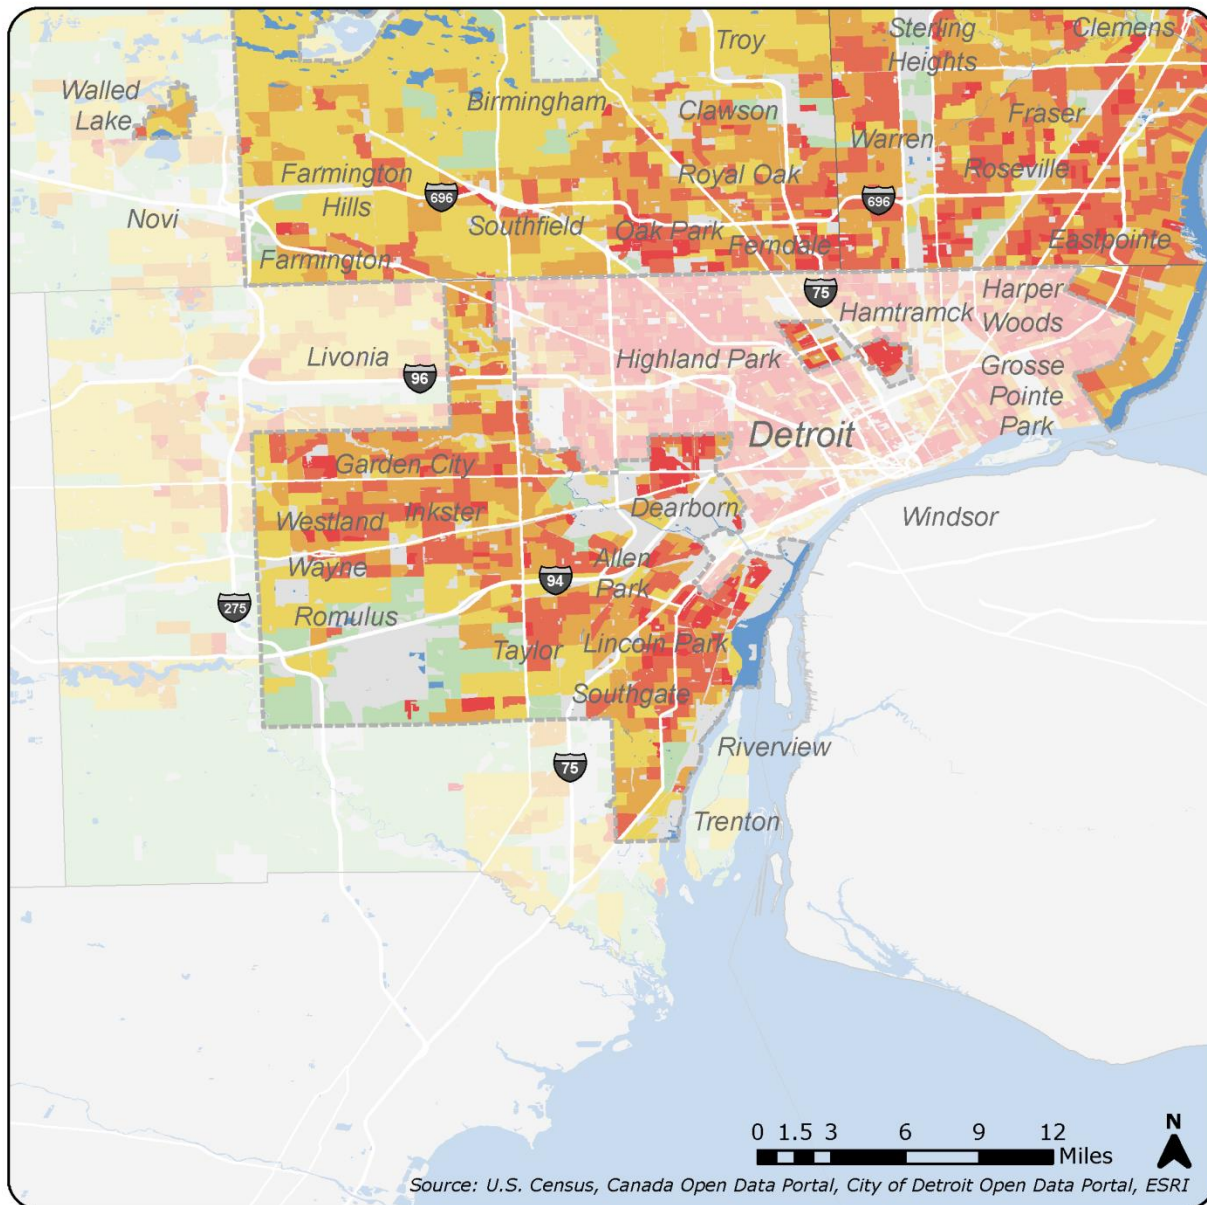 Sterling
Heights
Clemens
Troy
Walled
Lake
Birmingham
Clawson
Fraser
Warren
Farmington
Hills
696
Royal Oak
696
Roseville
Novi
Southfield
Oak Park
Ferndale
Eastpointe
Farmington
75
Harper
Woods
Hamtramck
Livonia
96
Highland Park
Grosse
Pointe
Park
Detroit
Garden City
Dearborn
Westland
Inkster
Windsor
Wayne
94
Allen
Park
275
Romulus
Taylor
Lincoln Park
Southgate
75
Riverview
Trenton
N
0 1.5 3 6 9 12
Miles
Source: U.S. Census, Canada Open Data Portal, City of Detroit Open Data Portal, ESRI